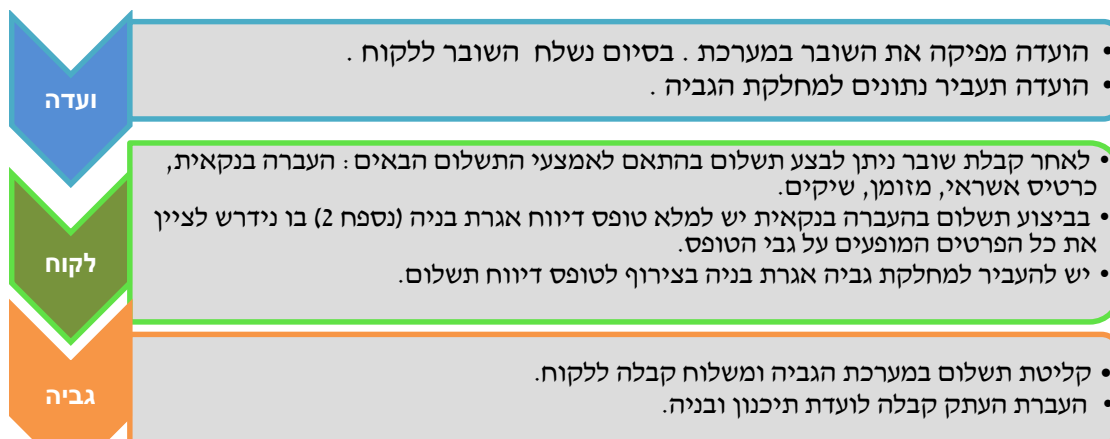 ועדה
• הועדה מפיקה את השובר במערכת . בסיום נשלח השובר ללקוח .
• הועדה תעביר נתונים למחלקת הגביה .
לקוח
• לאחר קבלת שובר ניתן לבצע תשלום בהתאם לאמצעי התשלום הבאים : העברה בנקאית,
כרטיס אשראי, מזומן, שיקים.
• בביצוע תשלום בהעברה בנקאית יש למלא טופס דיווח אגרת בניה (נספח 2) בו נידרש לציין
את כל הפרטים המופעים על גבי הטופס.
• יש להעביר למחלקת גביה אגרת בניה בצירוף לטופס דיווח תשלום.
גביה
• קליטת תשלום במערכת הגביה ומשלוח קבלה ללקוח.
• העברת העתק קבלה לועדת תיכנון ובניה.